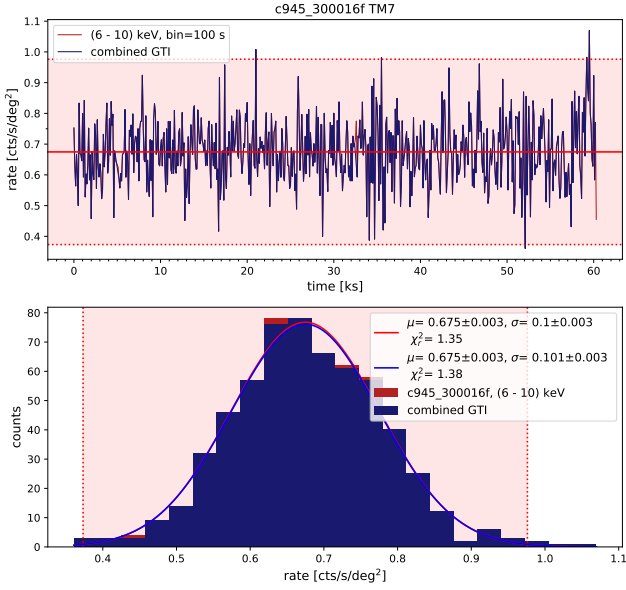 c945_300016f TM7
(6 - 10) keV, bin=100 s
combined GTI
rate [cts/s/deg²]
1.1
1.0
0.9
0.8
0.7
0.6
0.5
0.4
0
10
20
30
40
50
60
time [ks]
μ= 0.675±0.003, σ= 0.1±0.003
χ²ᵣ= 1.35
μ= 0.675±0.003, σ= 0.101±0.003
χ²ᵣ= 1.38
c945_300016f, (6 - 10) keV
combined GTI
counts
80
70
60
50
40
30
20
10
0
0.4
0.5
0.6
0.7
0.8
0.9
1.0
1.1
rate [cts/s/deg²]